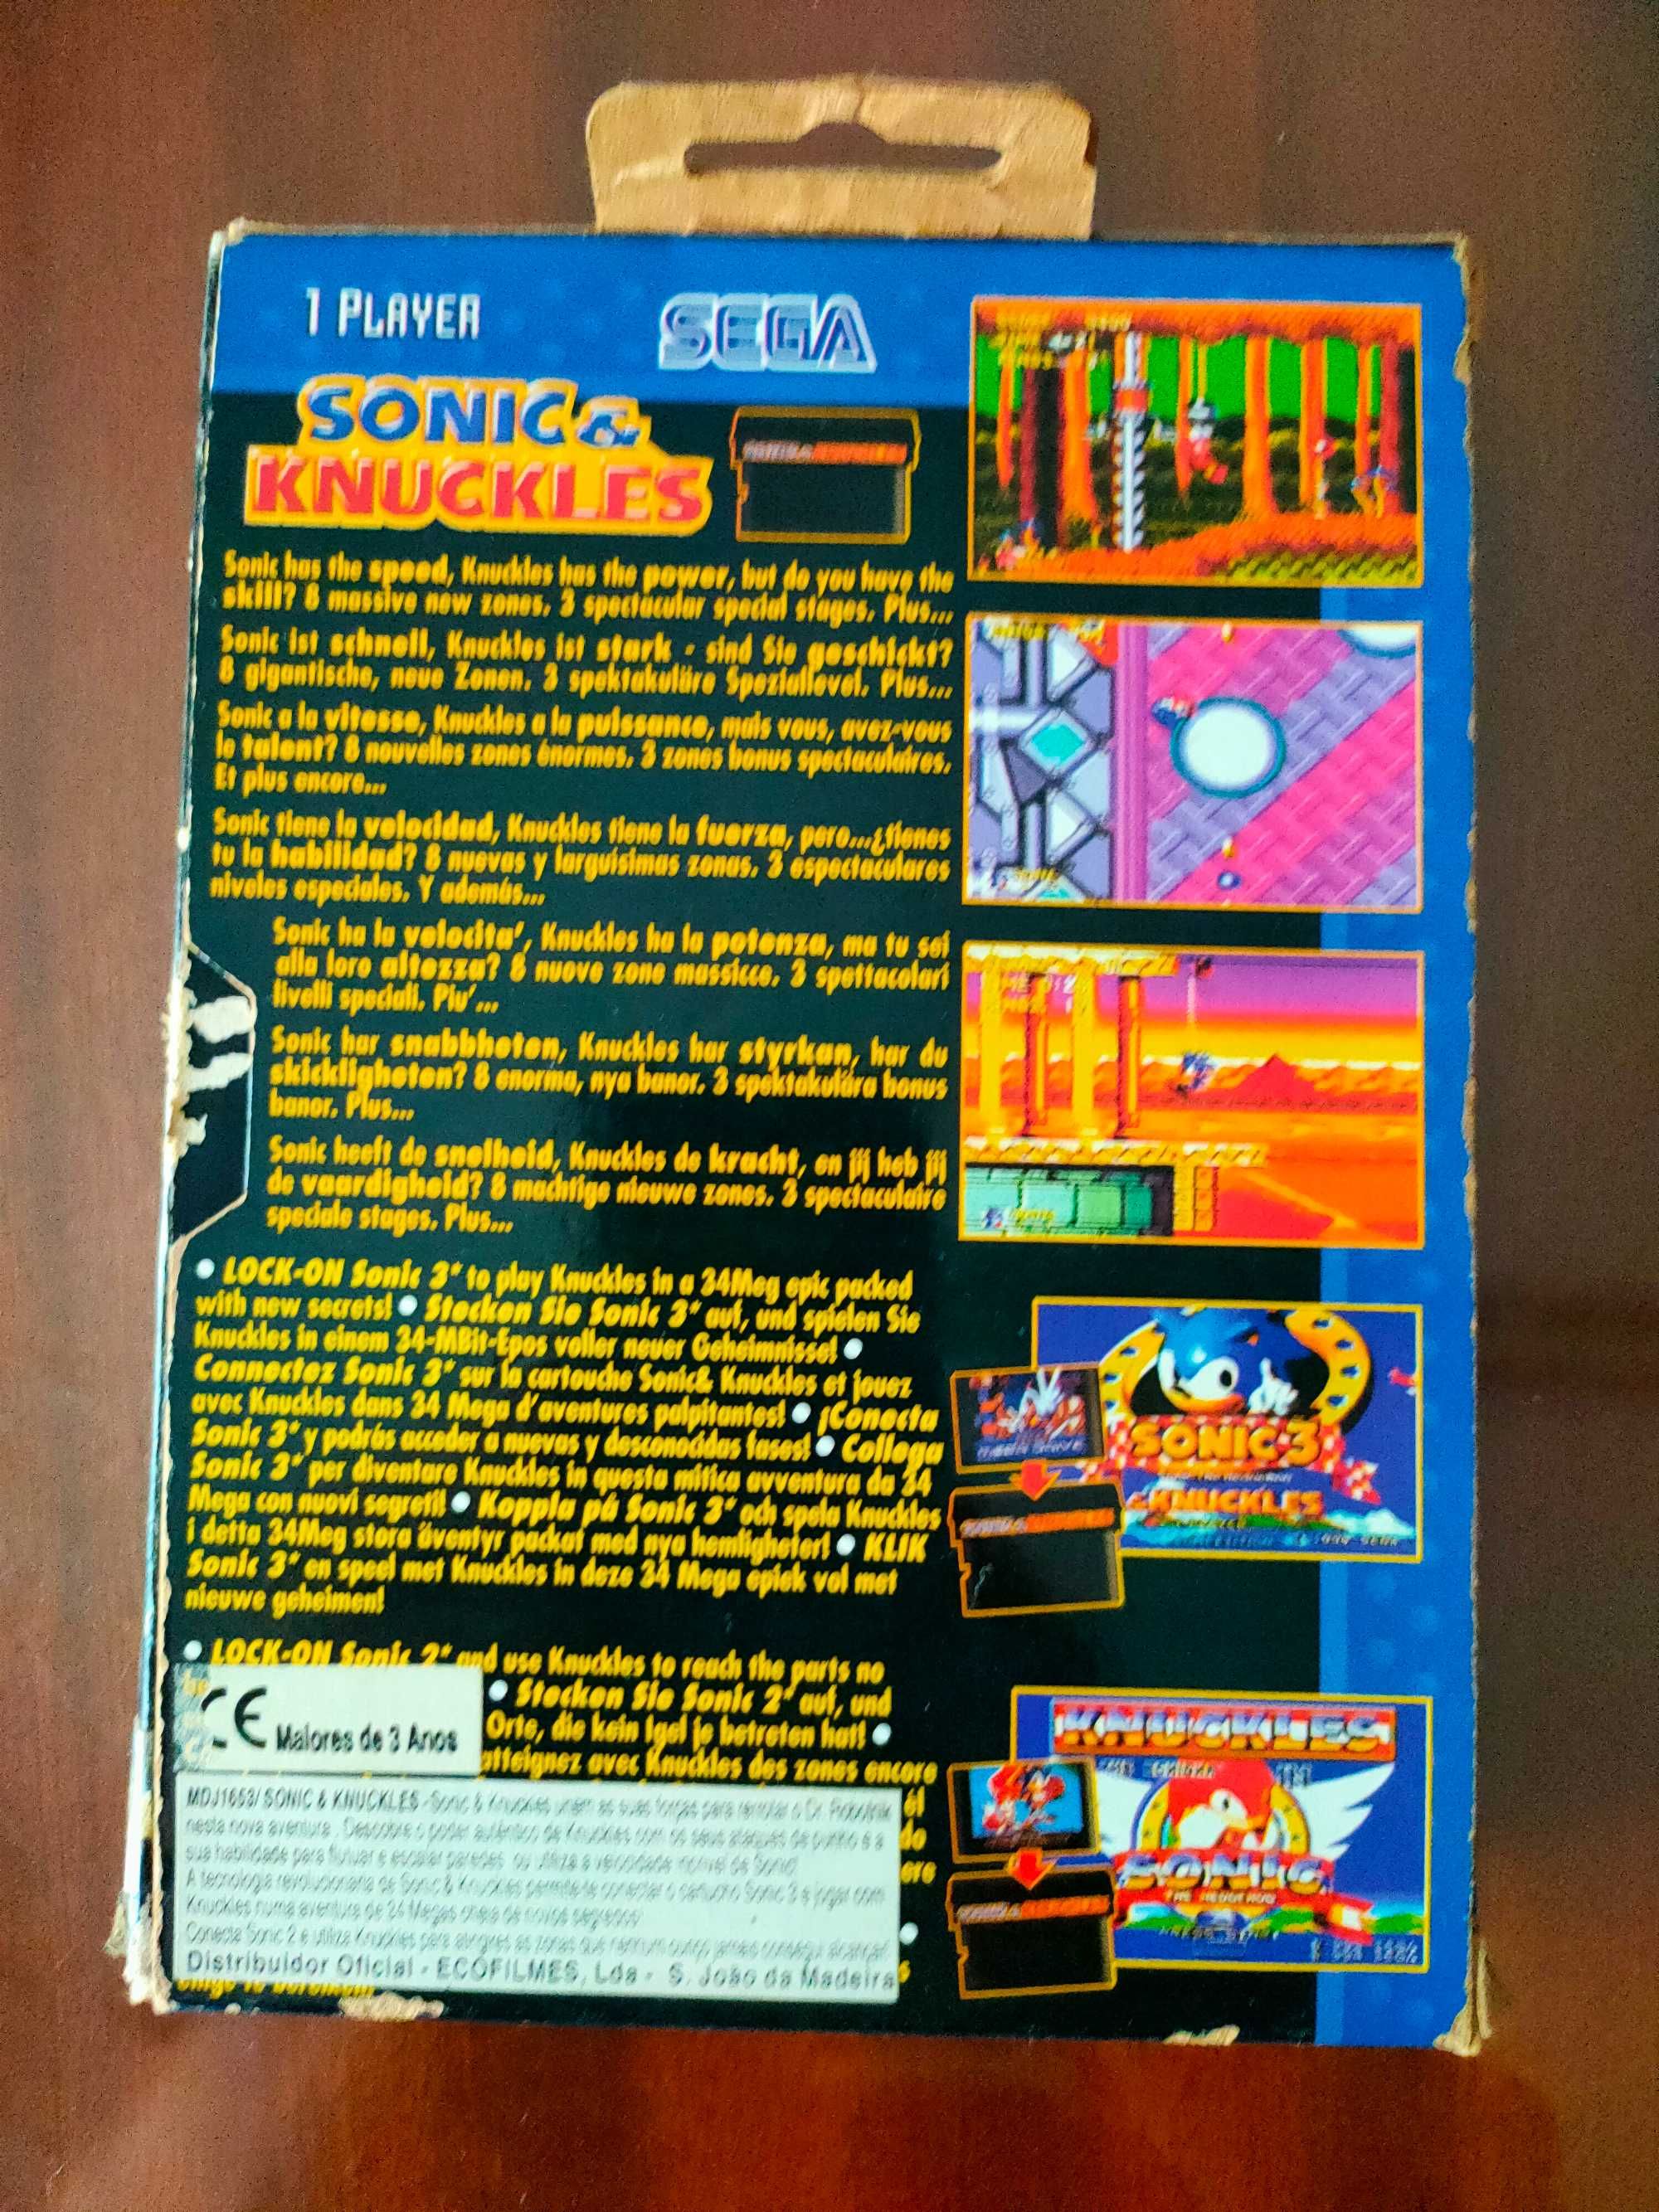 1 PLAYER
SEGA
SONIC &
KNUCKLES
Sonic has the speed, Knuckles has the power, but do you have the
skill? 8 massive new zones. 3 spectacular special stages. Plus...
Sonic ist schnell, Knuckles ist stark - sind Sie geschickt?
8 gigantische, neue Zonen. 3 spektakuläre Speziallevel. Plus...
Sonic a la vitesse, Knuckles a la puissance, mais vous, avez-vous
le talent? 8 nouvelles zones énormes. 3 zones bonus spectaculaires.
Et plus encore...
Sonic tiene la velocidad, Knuckles tiene la fuerza, pero...¿tienes
tu la habilidad? 8 nuevas y larguisimas zonas. 3 espectaculares
niveles especiales. Y además...
Sonic ha la velocita', Knuckles ha la potenza, ma tu sei
alla loro altezza? 8 nuove zone massicce. 3 spettacolari
livelli speciali. Piu'...
Sonic har snabbheten, Knuckles har styrkan, har du
skickligheten? 8 enorma, nya banor. 3 spektakulära bonus
banor. Plus...
Sonic heeft de snelheid, Knuckles de kracht, en jij heb jij
de vaardigheid? 8 machtige nieuwe zones. 3 spectaculaire
speciale stages. Plus...
• LOCK-ON Sonic 3* to play Knuckles in a 34Meg epic packed
with new secrets! • Stecken Sie Sonic 3* auf, und spielen Sie
Knuckles in einem 34-MBit-Epos voller neuer Geheimnisse! •
Connectez Sonic 3* sur la cartouche Sonic& Knuckles et jouez
avec Knuckles dans 34 Mega d'aventures palpitantes! • ¡Conecta
Sonic 3* y podrás acceder a nuevas y desconocidas fases! • Collega
Sonic 3* per diventare Knuckles in questa mitica avventura da 34
Mega con nuovi segreti! • Koppla på Sonic 3* och spela Knuckles
i detta 34Meg stora äventyr packat med nya hemligheter! • KLIK
Sonic 3* en speel met Knuckles in deze 34 Mega epiek vol met
nieuwe geheimen!
• LOCK-ON Sonic 2* and use Knuckles to reach the parts no
• Stecken Sie Sonic 2* auf, und
Orte, die kein Igel je betreten hat! •
atteignez avec Knuckles des zones encore
CE Maiores de 3 Anos
MDJ1653/ SONIC & KNUCKLES - Sonic & Knuckles unem as suas forças para derrotar o Dr. Robotnik
nesta nova aventura. Descobre o poder autêntico de Knuckles com os seus ataques de punho e a
sua habilidade para flutuar e escalar paredes ou utiliza a velocidade incrivel de Sonic!
A tecnologia revolucionária de Sonic & Knuckles permite-te conectar o cartucho Sonic 3 e jogar com
Knuckles numa aventura de 34 Megas cheia de novos segredos!
Conecta Sonic 2 e utiliza Knuckles para atingires as zonas que nenhum outro jamais conseguiu alcançar!
Distribuidor Oficial - ECOFILMES, Lda - S. João da Madeira
SONIC 3
&KNUCKLES
KNUCKLES
SONIC
THE HEDGEHOG